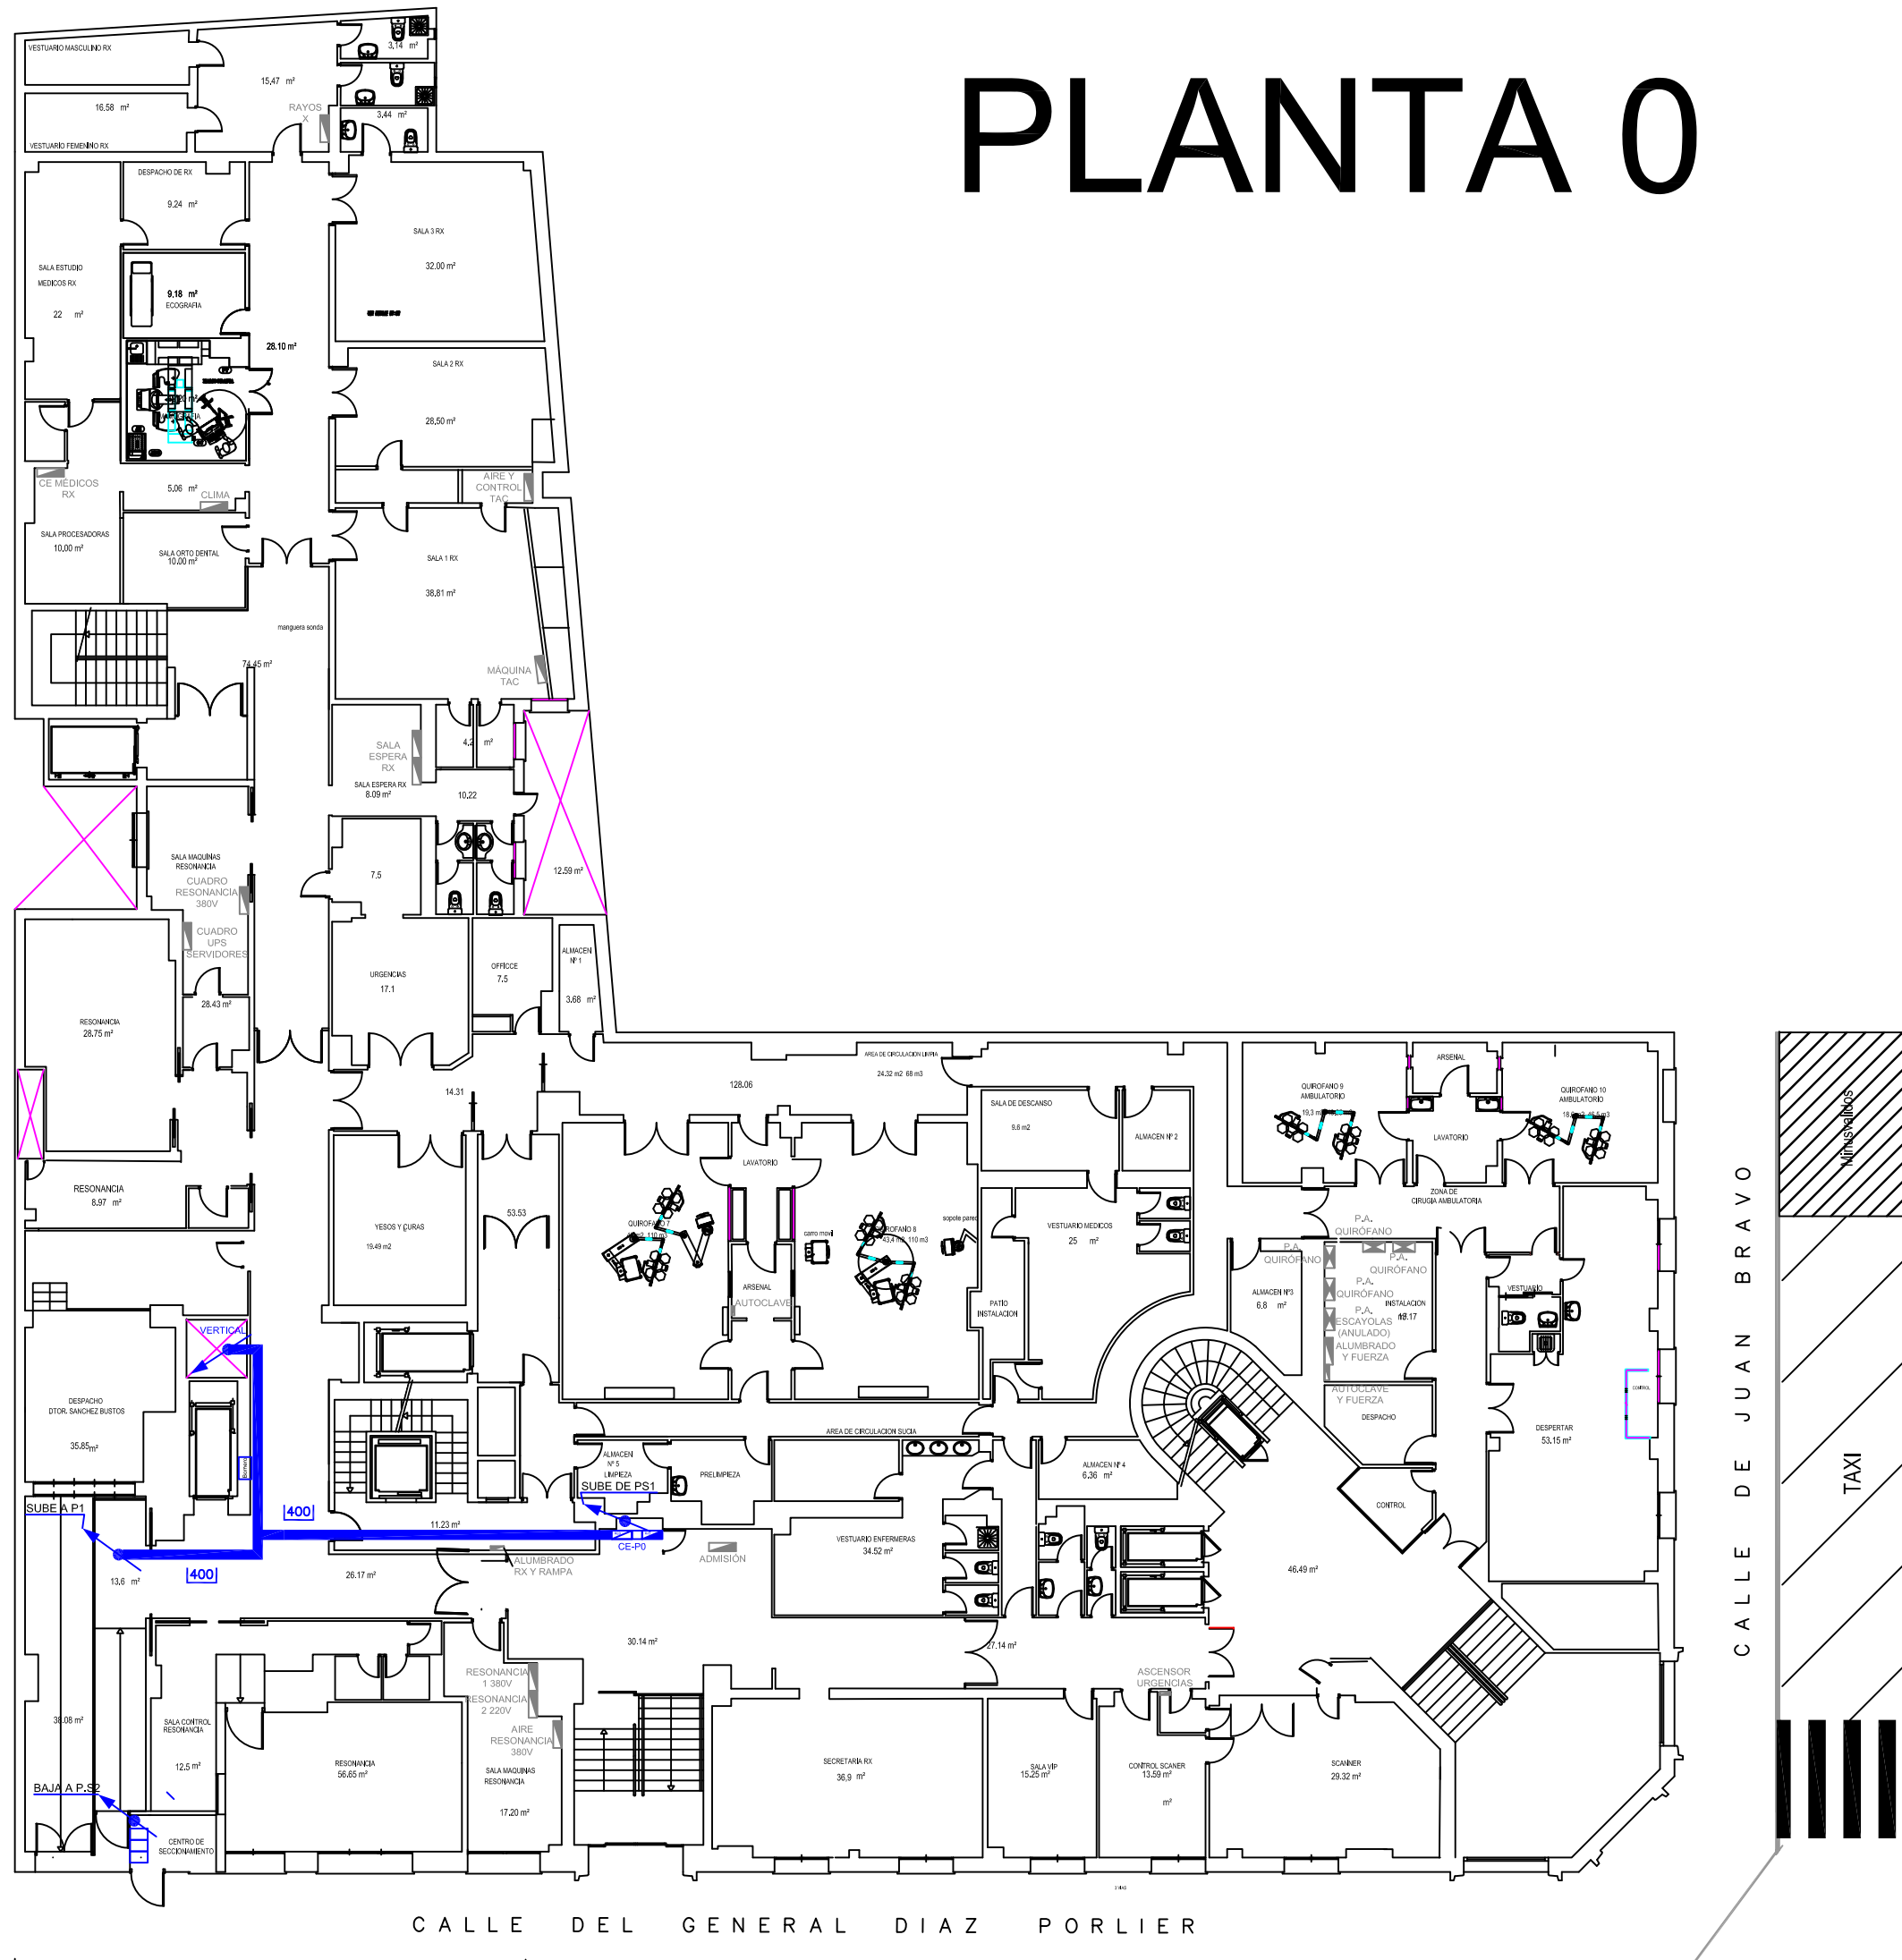 PLANTA 0
VESTUARIO MASCULINO RX
3,14 m²
15,47 m²
16.58 m²
RAYOS
X
3,44 m²
VESTUARIO FEMENINO RX
DESPACHO DE RX
9.24 m²
SALA 3 RX
32.00 m²
SALA ESTUDIO
MEDICOS RX
22 m²
9,18 m²
ECOGRAFIA
28.10 m²
SALA 2 RX
28,50 m²
CE MÉDICOS
RX
5,06 m²
CLIMA
AIRE Y
CONTROL
TAC
SALA PROCESADORAS
10,00 m²
SALA ORTO DENTAL
10.00 m²
SALA 1 RX
38,81 m²
manguera sonda
74.45 m²
MÁQUINA
TAC
SALA
ESPERA
RX
SALA ESPERA RX
8.09 m²
10,22
12.59 m²
SALA MAQUINAS
RESONANCIA
CUADRO
RESONANCIA
380V
7.5
CUADRO
UPS
SERVIDORES
URGENCIAS
17.1
OFFICCE
7.5
ALMACEN
Nº 1
3.68 m²
28.43 m²
RESONANCIA
28.75 m²
14.31
128.06
AREA DE CIRCULACION LIMPIA
24.32 m2 68 m3
SALA DE DESCANSO
9.6 m2
ALMACEN Nº 2
QUIROFANO 9
AMBULATORIO
ARSENAL
QUIROFANO 10
AMBULATORIO
LAVATORIO
Minusvalidos
LAVATORIO
RESONANCIA
8.97 m²
YESOS Y CURAS
19.49 m2
53.53
QUIROFANO 7
carro movil
QUIROFANO 8
43,4 m2, 110 m3
VESTUARIO MEDICOS
25 m²
ZONA DE
CIRUGIA AMBULATORIA
P.A.
QUIRÓFANO
P.A.
QUIRÓFANO
P.A.
QUIRÓFANO
P.A.
QUIRÓFANO
P.A.
ESCAYOLAS
(ANULADO)
ALUMBRADO
Y FUERZA
ALMACEN Nº3
6,8 m²
INSTALACION
VESTUARIO
ARSENAL
AUTOCLAVE
PATIO
INSTALACION
VERTICAL
AUTOCLAVE
Y FUERZA
DESPACHO
CONTROL
DESPERTAR
53.15 m²
DESPACHO
DTOR. SANCHEZ BUSTOS
35.85m²
AREA DE CIRCULACION SUCIA
ALMACEN
Nº 5
LIMPIEZA
PRELIMPIEZA
ALMACEN Nº 4
6,36 m²
CONTROL
TAXI
SUBE DE PS1
SUBE A P1
400
11.23 m²
CE-P0
VESTUARIO ENFERMERAS
34.52 m²
ADMISIÓN
ALUMBRADO
RX Y RAMPA
400
13,6 m²
26.17 m²
46.49 m²
CALLE DE JUAN BRAVO
30.14 m²
27.14 m²
RESONANCIA
1 380V
RESONANCIA
2 220V
AIRE
RESONANCIA
380V
ASCENSOR
URGENCIAS
38.08 m²
SALA CONTROL
RESONANCIA
12.5 m²
RESONANCIA
56.65 m²
SALA MAQUINAS
RESONANCIA
17.20 m²
SECRETARÍA RX
36,9 m²
SALA VIP
15.25 m²
CONTROL SCANER
13.59 m²
m²
SCANNER
29.32 m²
BAJA A P.S2
CENTRO DE
SECCIONAMIENTO
CALLE DEL GENERAL DIAZ PORLIER